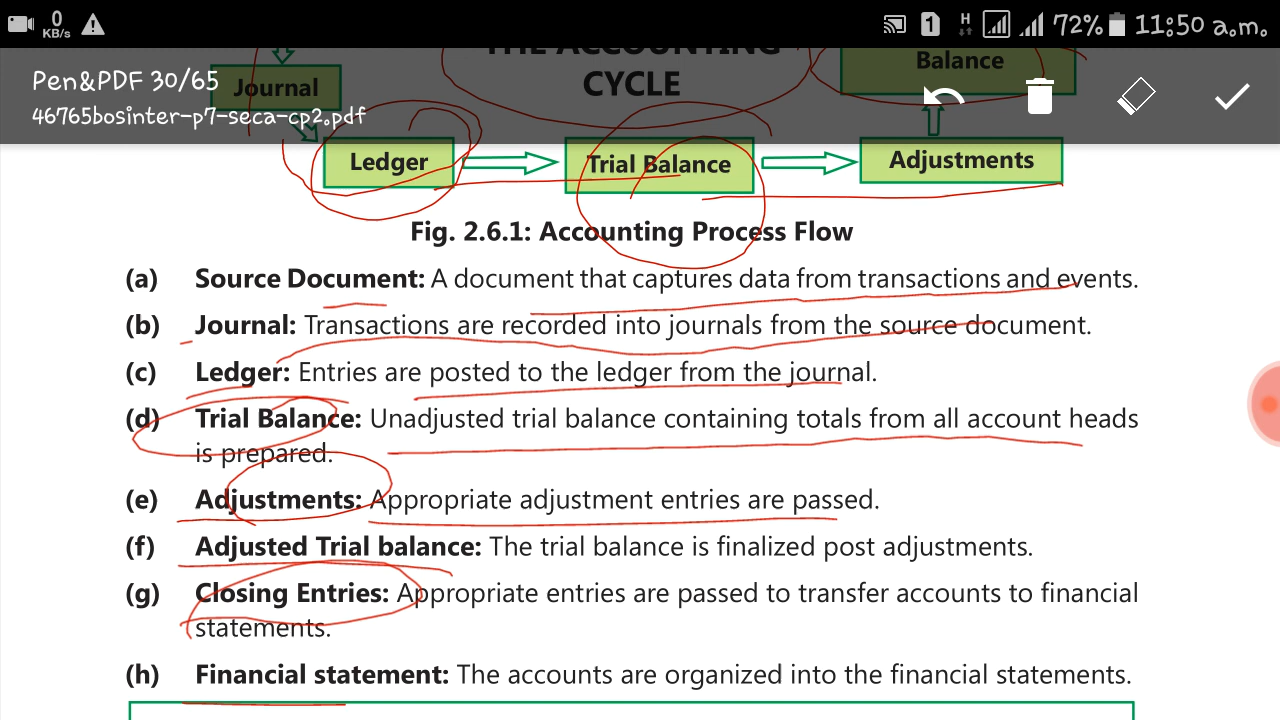 0
KB/s
1
H
72%
11:50 a.m.
THE ACCOUNTING
CYCLE
Balance
Pen&PDF 30/65
46765bosinter-p7-seca-cp2.pdf
Journal
Ledger
Trial Balance
Adjustments
Fig. 2.6.1: Accounting Process Flow
(a) Source Document: A document that captures data from transactions and events.
(b) Journal: Transactions are recorded into journals from the source document.
(c) Ledger: Entries are posted to the ledger from the journal.
(d) Trial Balance: Unadjusted trial balance containing totals from all account heads
is prepared.
(e) Adjustments: Appropriate adjustment entries are passed.
(f) Adjusted Trial balance: The trial balance is finalized post adjustments.
(g) Closing Entries: Appropriate entries are passed to transfer accounts to financial
statements.
(h) Financial statement: The accounts are organized into the financial statements.